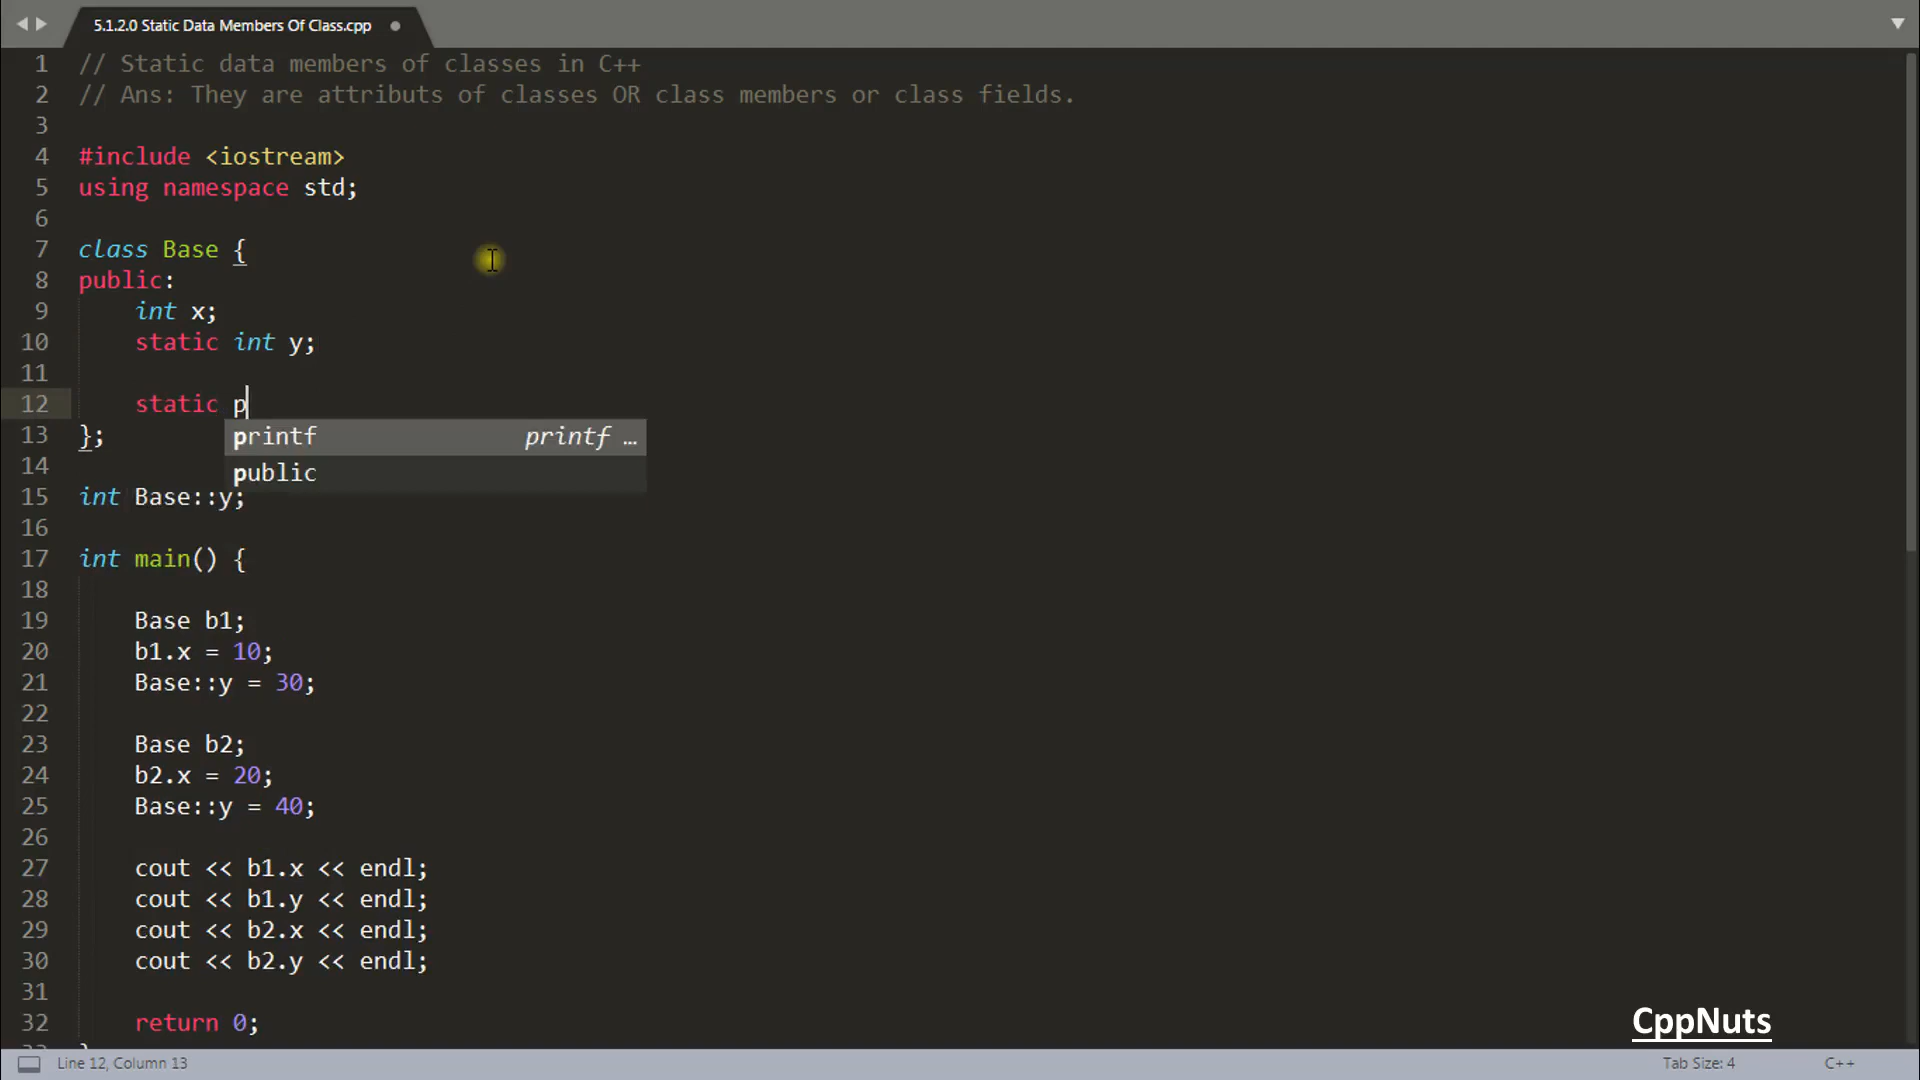 5.1.2.0 Static Data Members Of Class.cpp
1 // Static data members of classes in C++
2 // Ans: They are attributs of classes OR class members or class fields.
3
4 #include <iostream>
5 using namespace std;
6
7 class Base {
8 public:
9     int x;
10     static int y;
11
12     static p
printf printf …
13 };
14
public
15 int Base::y;
16
17 int main() {
18
19     Base b1;
20     b1.x = 10;
21     Base::y = 30;
22
23     Base b2;
24     b2.x = 20;
25     Base::y = 40;
26
27     cout << b1.x << endl;
28     cout << b1.y << endl;
29     cout << b2.x << endl;
30     cout << b2.y << endl;
31
32     return 0;
CppNuts
Line 12, Column 13 Tab Size: 4 C++